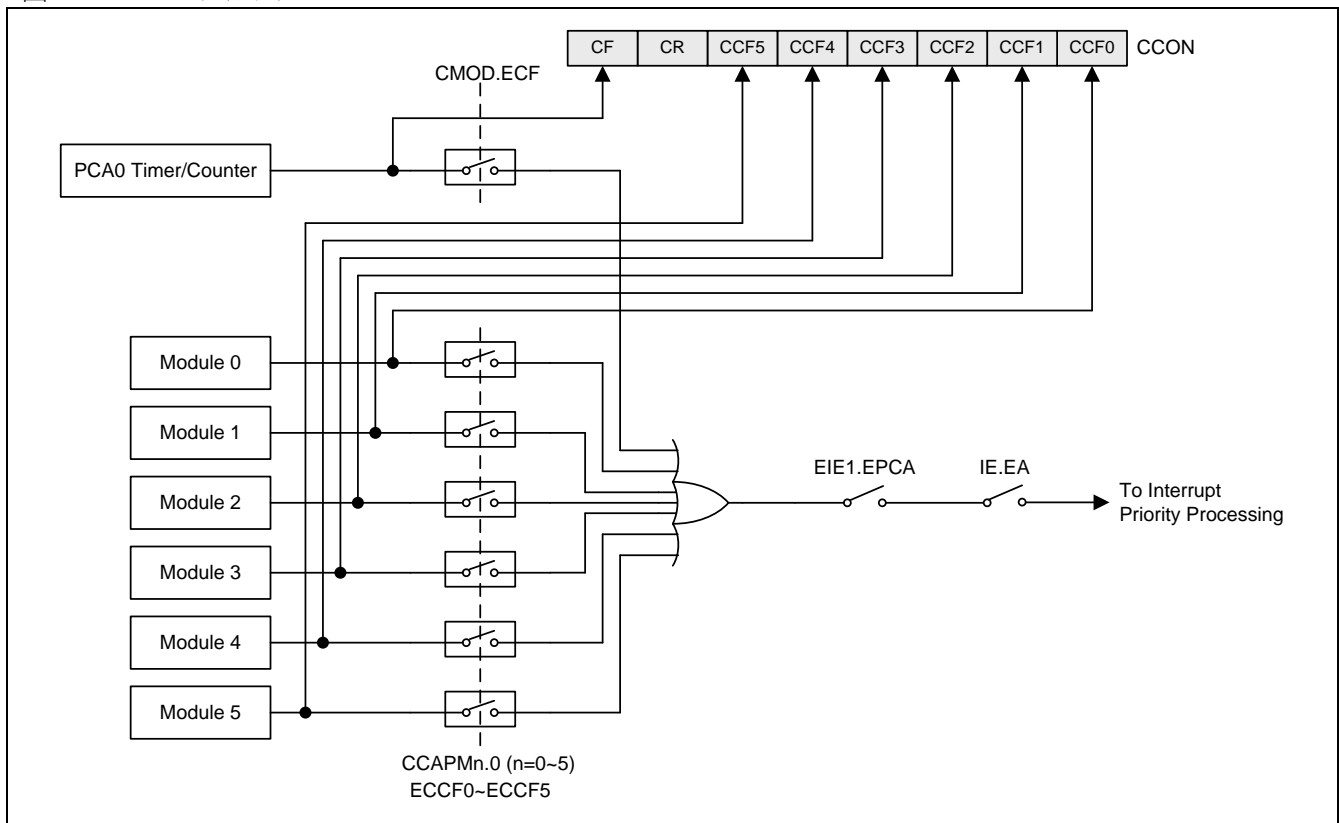 CF CR CCF5 CCF4 CCF3 CCF2 CCF1 CCF0 CCON
CMOD.ECF
PCA0 Timer/Counter
Module 0
Module 1
Module 2
Module 3
Module 4
Module 5
EIE1.EPCA
IE.EA
To Interrupt
Priority Processing
CCAPMn.0 (n=0~5)
ECCF0~ECCF5